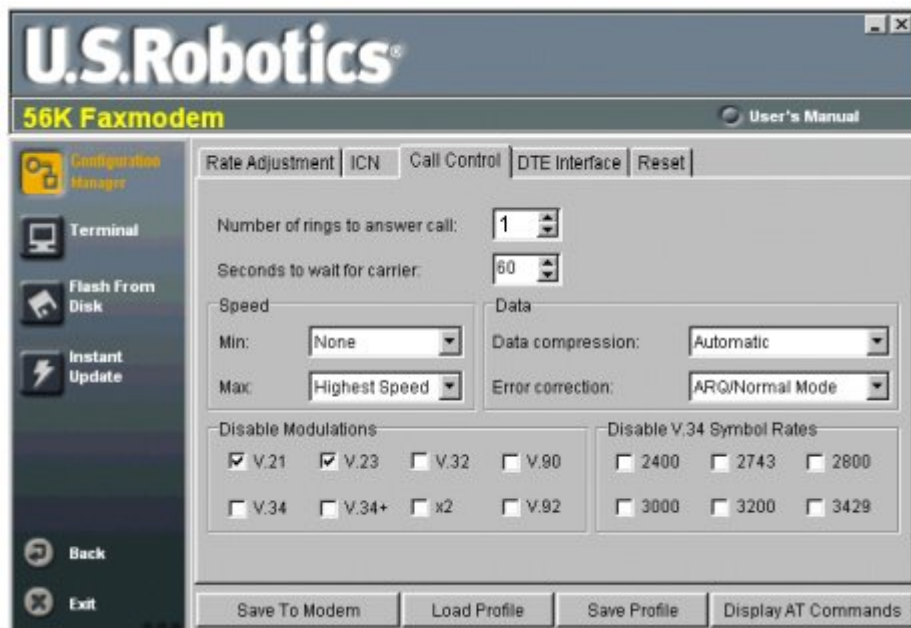 U.S.Robotics®
56K Faxmodem
User's Manual
Configuration
Manager
Terminal
Flash From
Disk
Instant
Update
Back
Exit
Rate Adjustment ICN Call Control DTE Interface Reset
Number of rings to answer call: 1
Seconds to wait for carrier: 60
Speed
Min: None
Max: Highest Speed
Data
Data compression: Automatic
Error correction: ARQ/Normal Mode
Disable Modulations
V.21 V.23 V.32 V.90
V.34 V.34+ x2 V.92
Disable V.34 Symbol Rates
2400 2743 2800
3000 3200 3429
Save To Modem Load Profile Save Profile Display AT Commands